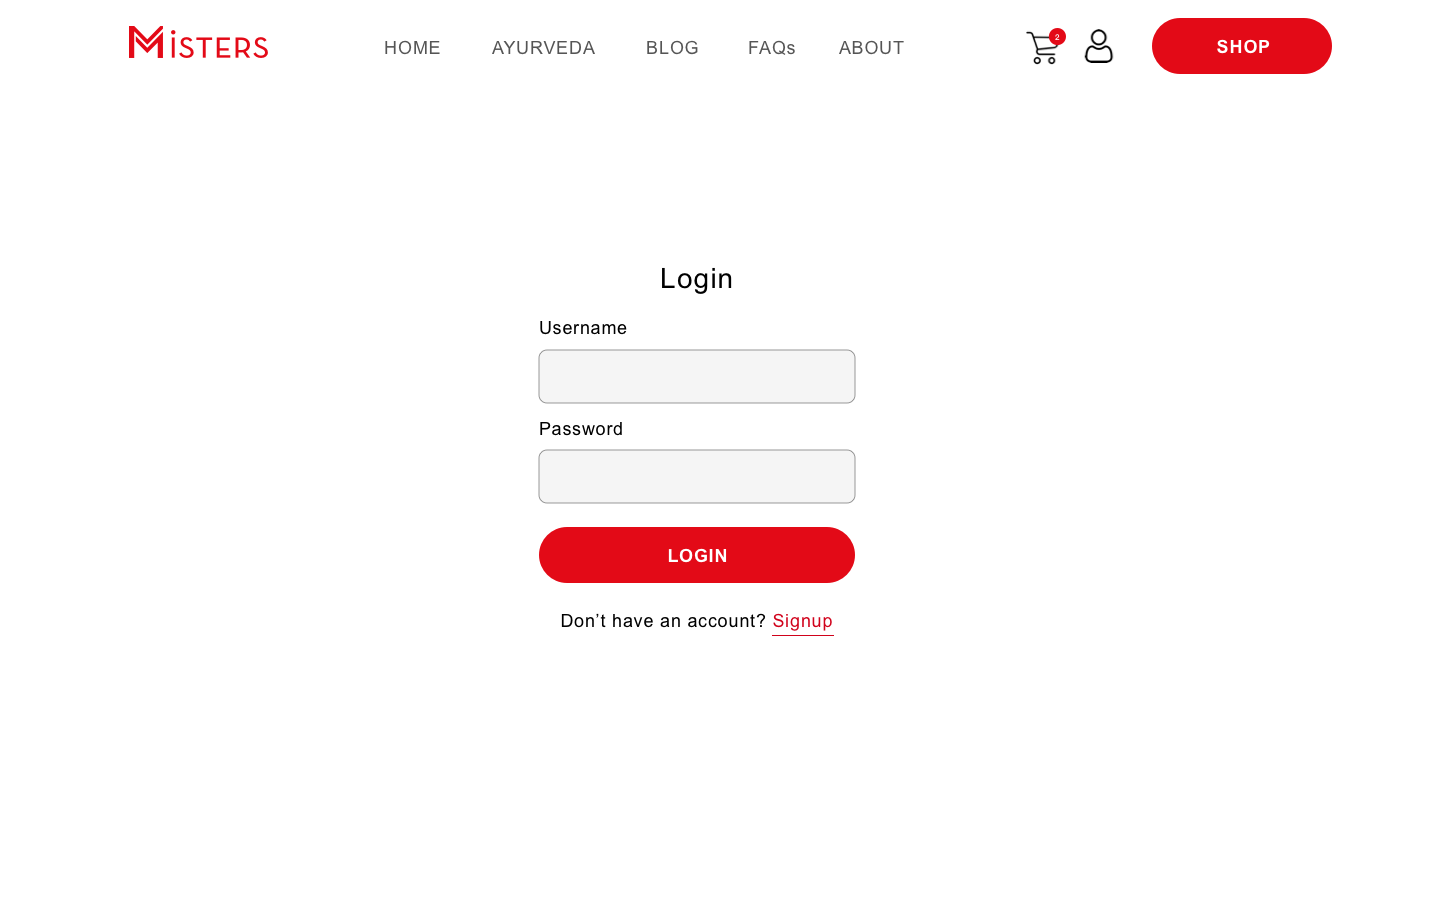 MISTERS HOME AYURVEDA BLOG FAQs ABOUT 2 SHOP
Login
Username
Password
LOGIN
Don't have an account? Signup